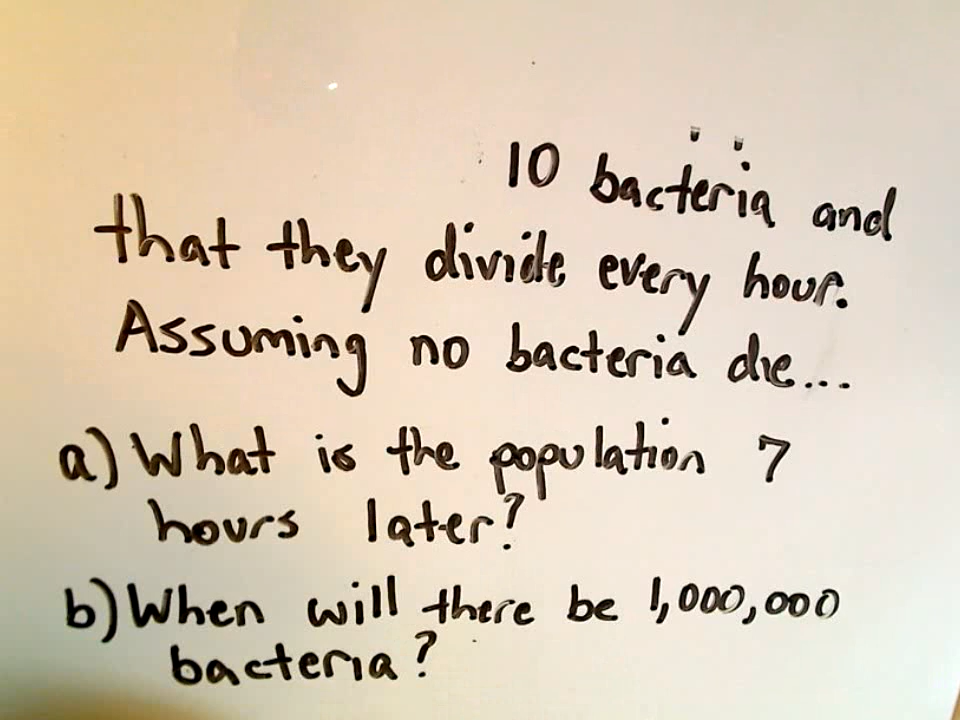 10 bacteria and
that they divide every hour.
Assuming no bacteria die...
a) What is the population 7
hours later?
b) When will there be 1,000,000
bacteria?